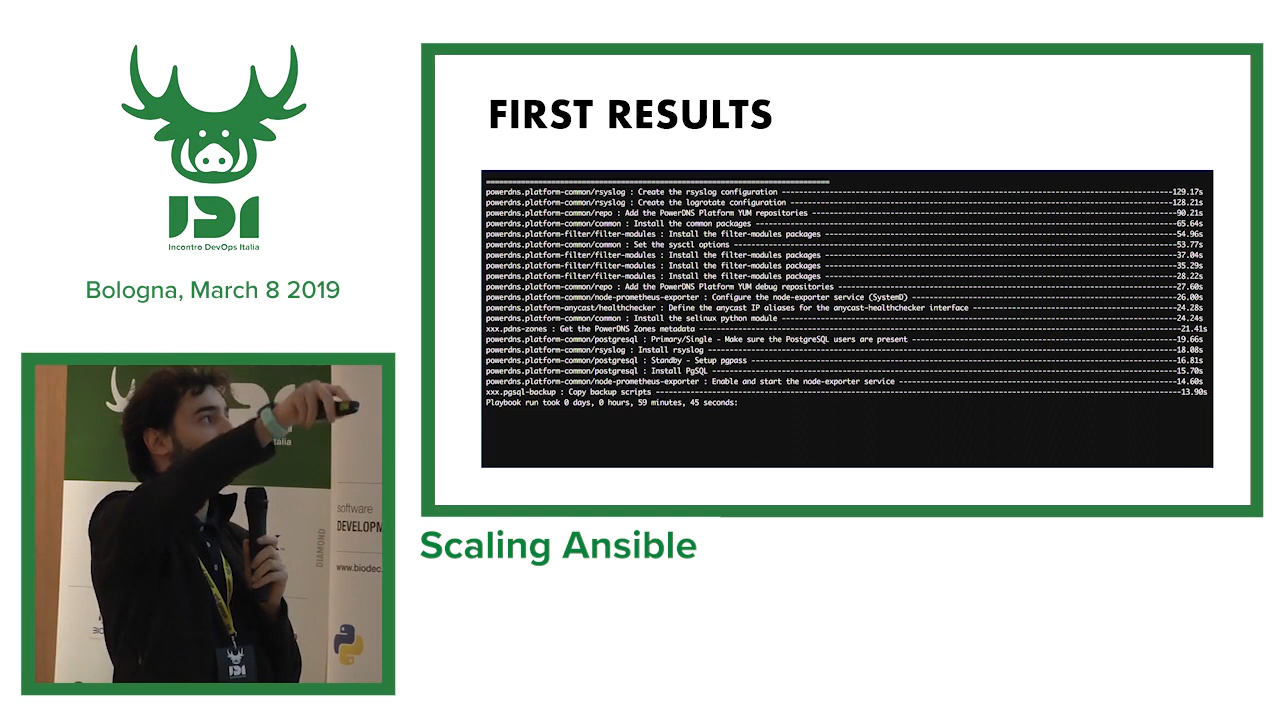 JDI
Incontro DevOps Italia
Bologna, March 8 2019
FIRST RESULTS
powerdns.platform-common/rsyslog : Create the rsyslog configuration ---129.17s
powerdns.platform-common/rsyslog : Create the logrotate configuration ---128.21s
powerdns.platform-common/repo : Add the PowerDNS Platform YUM repositories ---90.21s
powerdns.platform-common/common : Install the common packages ---65.64s
powerdns.platform-filter/filter-modules : Install the filter-modules packages ---54.96s
powerdns.platform-common/common : Set the sysctl options ---53.77s
powerdns.platform-filter/filter-modules : Install the filter-modules packages ---37.04s
powerdns.platform-filter/filter-modules : Install the filter-modules packages ---35.29s
powerdns.platform-filter/filter-modules : Install the filter-modules packages ---28.22s
powerdns.platform-common/repo : Add the PowerDNS Platform YUM debug repositories ---27.60s
powerdns.platform-common/node-prometheus-exporter : Configure the node-exporter service (SystemD) ---26.00s
powerdns.platform-anycast/healthchecker : Define the anycast IP aliases for the anycast-healthchecker interface ---24.28s
powerdns.platform-common/common : Install the selinux python module ---24.24s
xxx.pdns-zones : Get the PowerDNS Zones metadata ---21.41s
powerdns.platform-common/postgresql : Primary/Single - Make sure the PostgreSQL users are present ---19.66s
powerdns.platform-common/rsyslog : Install rsyslog ---18.08s
powerdns.platform-common/postgresql : Standby - Setup pgpass ---16.81s
powerdns.platform-common/postgresql : Install PgSQL ---15.70s
powerdns.platform-common/node-prometheus-exporter : Enable and start the node-exporter service ---14.60s
xxx.pgsql-backup : Copy backup scripts ---13.90s
Playbook run took 0 days, 0 hours, 59 minutes, 45 seconds:
Scaling Ansible
alia
software
DEVELOPM
DIAMOND
www.biodec.
JDI